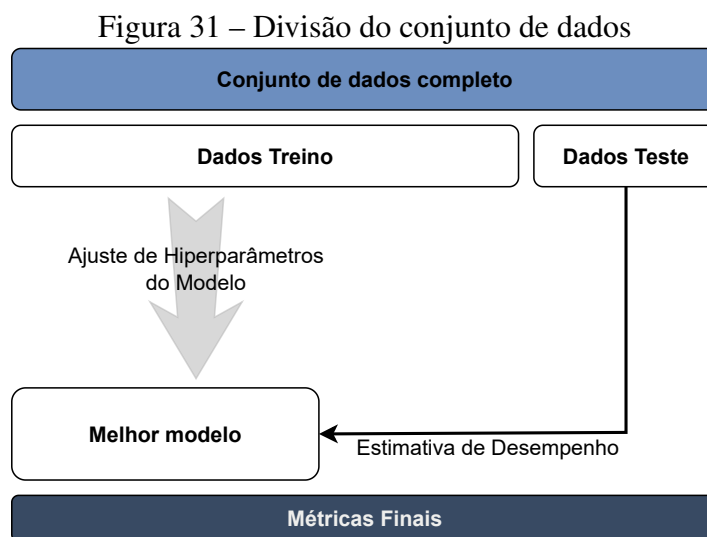 Figura 31 – Divisão do conjunto de dados
Conjunto de dados completo
Dados Treino
Dados Teste
Ajuste de Hiperparâmetros
do Modelo
Melhor modelo
Estimativa de Desempenho
Métricas Finais